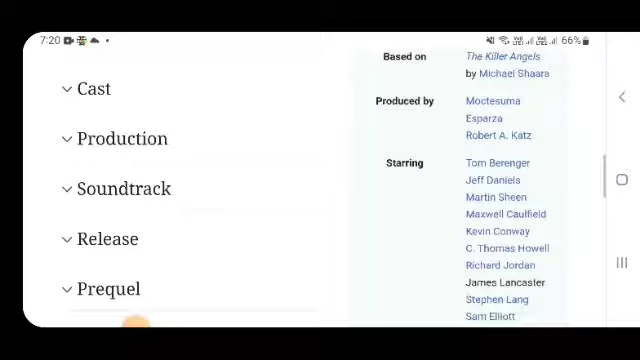 7:20
66%
Cast
Production
Soundtrack
Release
Prequel
Based on
The Killer Angels
by Michael Shaara
Produced by
Moctesuma
Esparza
Robert A. Katz
Starring
Tom Berenger
Jeff Daniels
Martin Sheen
Maxwell Caulfield
Kevin Conway
C. Thomas Howell
Richard Jordan
James Lancaster
Stephen Lang
Sam Elliott